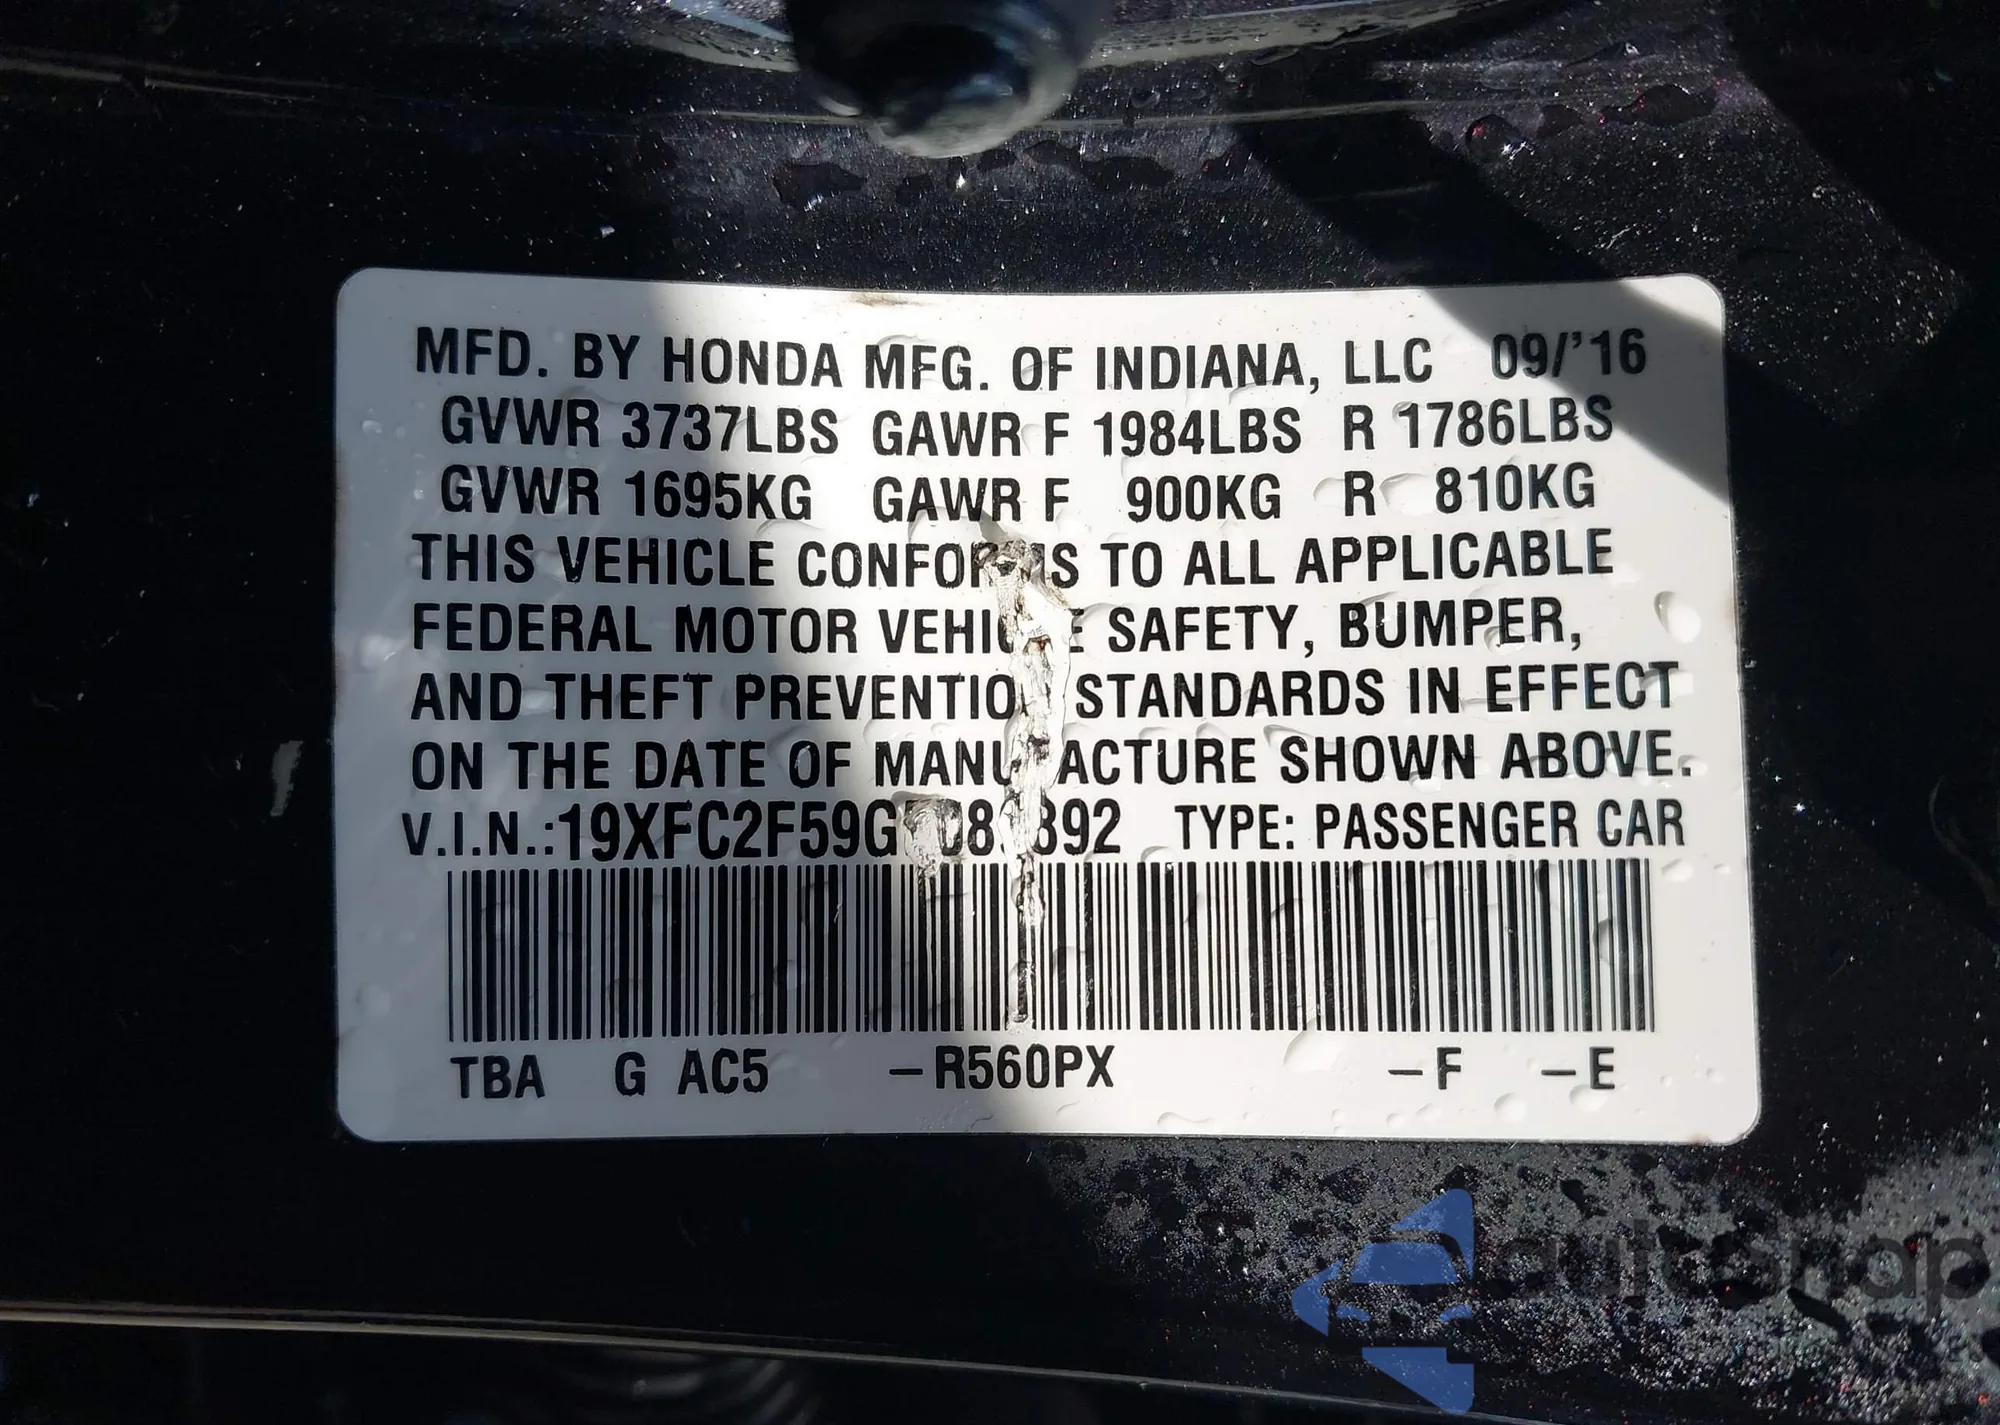 MFD. BY HONDA MFG. OF INDIANA, LLC 09/'16
GVWR 3737LBS GAWR F 1984LBS R 1786LBS
GVWR 1695KG GAWR F 900KG R 810KG
THIS VEHICLE CONFORMS TO ALL APPLICABLE
FEDERAL MOTOR VEHICLE SAFETY, BUMPER,
AND THEFT PREVENTION STANDARDS IN EFFECT
ON THE DATE OF MANUFACTURE SHOWN ABOVE.
V.I.N.: TYPE: PASSENGER CAR
TBA G AC5 –R560PX –F –E
autosnap